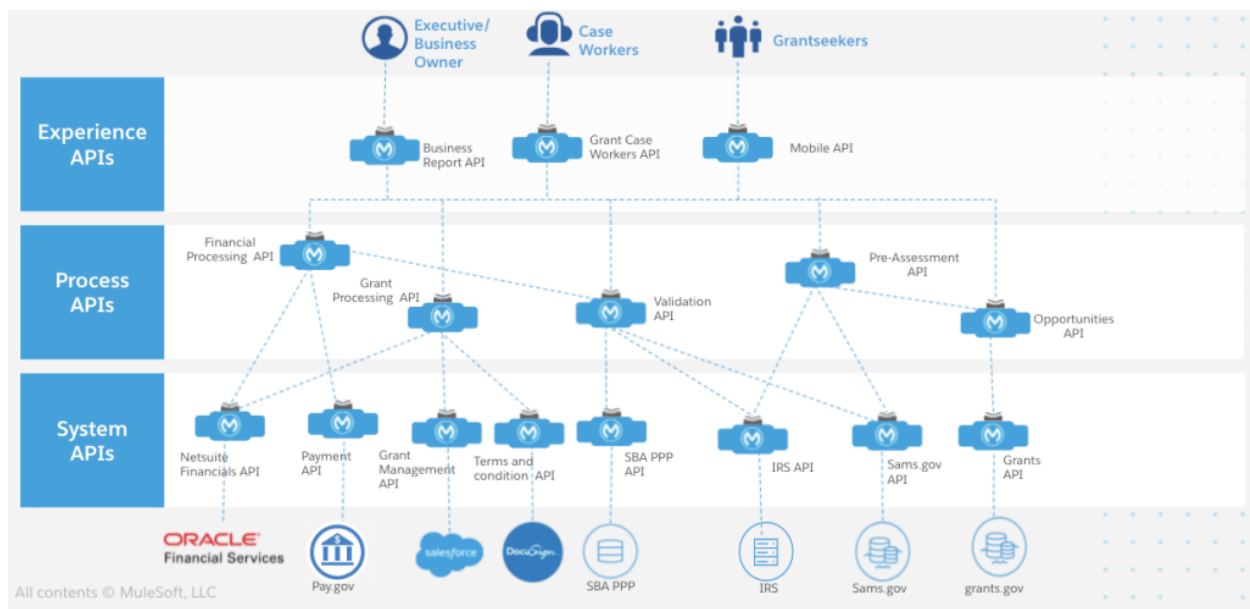 Executive/
Business
Owner
Case
Workers
Grantseekers
Experience
APIs
Business
Report API
Grant Case
Workers API
Mobile API
Process
APIs
Financial
Processing API
Grant
Processing API
Validation
API
Pre-Assessment
API
Opportunities
API
System
APIs
Netsuite
Financials API
Payment
API
Grant
Management
API
Terms and
condition API
SBA PPP
API
IRS API
Sams.gov
API
Grants
API
ORACLE'
Financial Services
$
Pay.gov
salesforce
DocuSign
SBA PPP
IRS
Sams.gov
grants.gov
All contents © MuleSoft, LLC